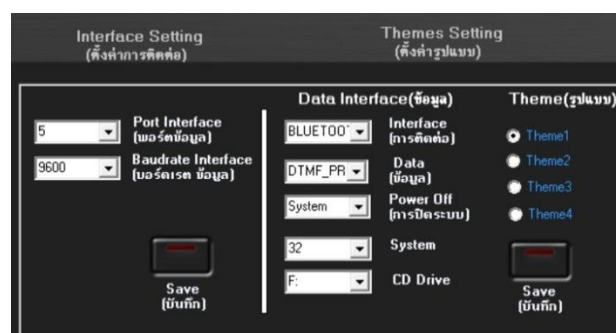 Interface Setting
(ตั้งค่าการติดต่อ)
Themes Setting
(ตั้งค่ารูปแบบ)
5
Port Interface
(พอร์ตข้อมูล)
9600
Baudrate Interface
(บอร์ดเรต ข้อมูล)
Save
(บันทึก)
Data Interface(ข้อมูล)
BLUETOO
Interface
(การติดต่อ)
DTMF_PR
Data
(ข้อมูล)
System
Power Off
(การปิดระบบ)
32
System
F:
CD Drive
Theme(รูปแบบ)
Theme1
Theme2
Theme3
Theme4
Save
(บันทึก)